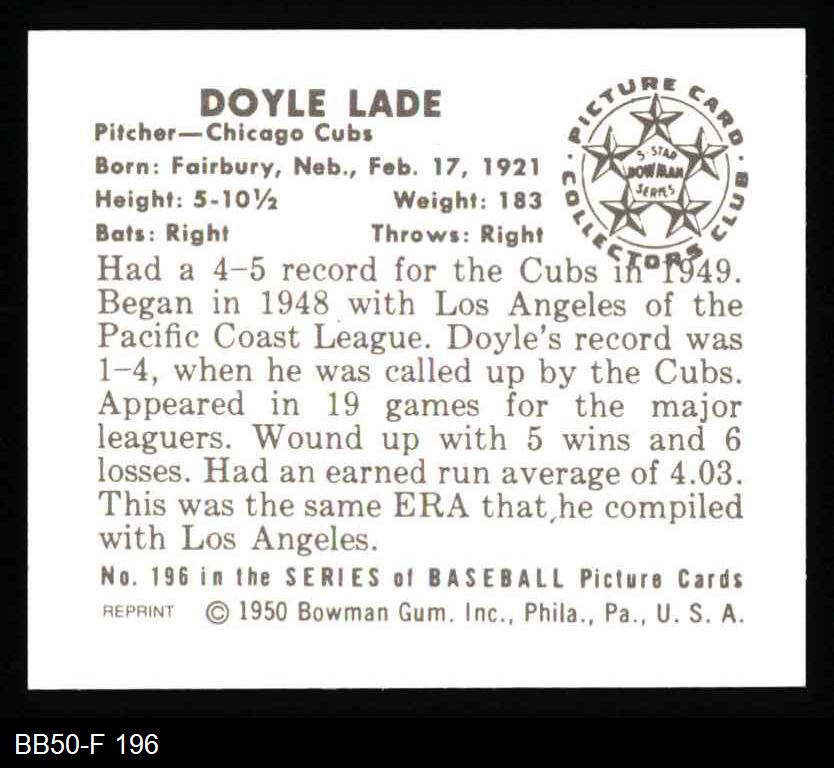 DOYLE LADE
Pitcher—Chicago Cubs
Born: Fairbury, Neb., Feb. 17, 1921
Height: 5-10½ Weight: 183
Bats: Right Throws: Right
PICTURE CARD
COLLECTORS CLUB
5-STAR
BOWMAN
SERIES
Had a 4–5 record for the Cubs in 1949.
Began in 1948 with Los Angeles of the
Pacific Coast League. Doyle's record was
1–4, when he was called up by the Cubs.
Appeared in 19 games for the major
leaguers. Wound up with 5 wins and 6
losses. Had an earned run average of 4.03.
This was the same ERA that he compiled
with Los Angeles.
No. 196 in the SERIES of BASEBALL Picture Cards
REPRINT © 1950 Bowman Gum. Inc., Phila., Pa., U. S. A.
BB50-F 196